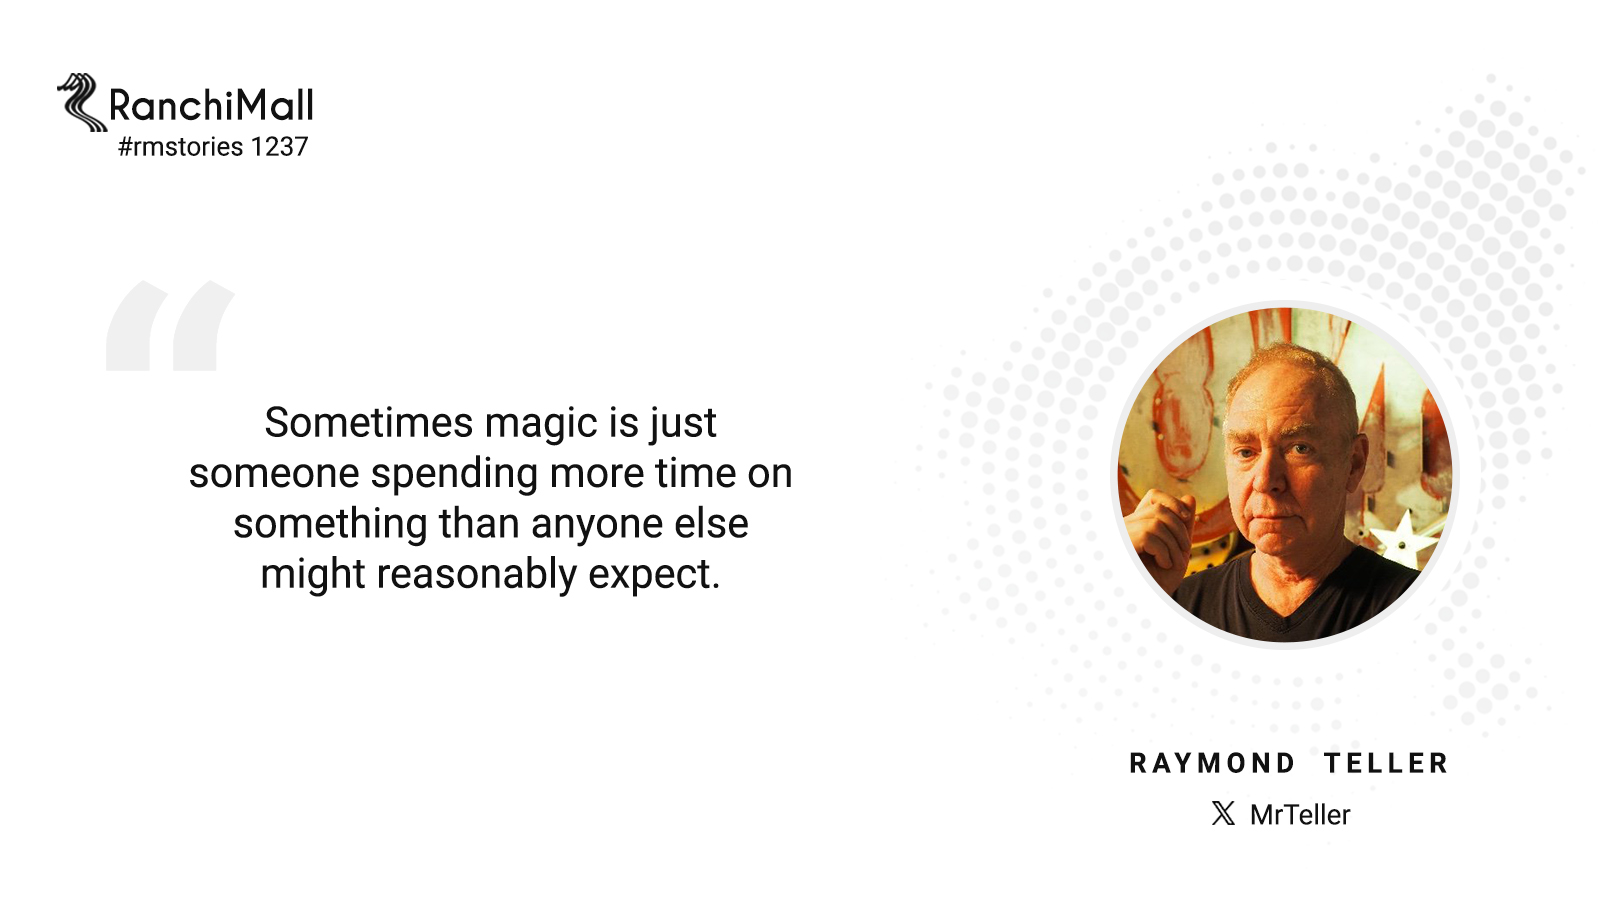 RanchiMall
#rmstories 1237
“
Sometimes magic is just
someone spending more time on
something than anyone else
might reasonably expect.
RAYMOND TELLER
X MrTeller